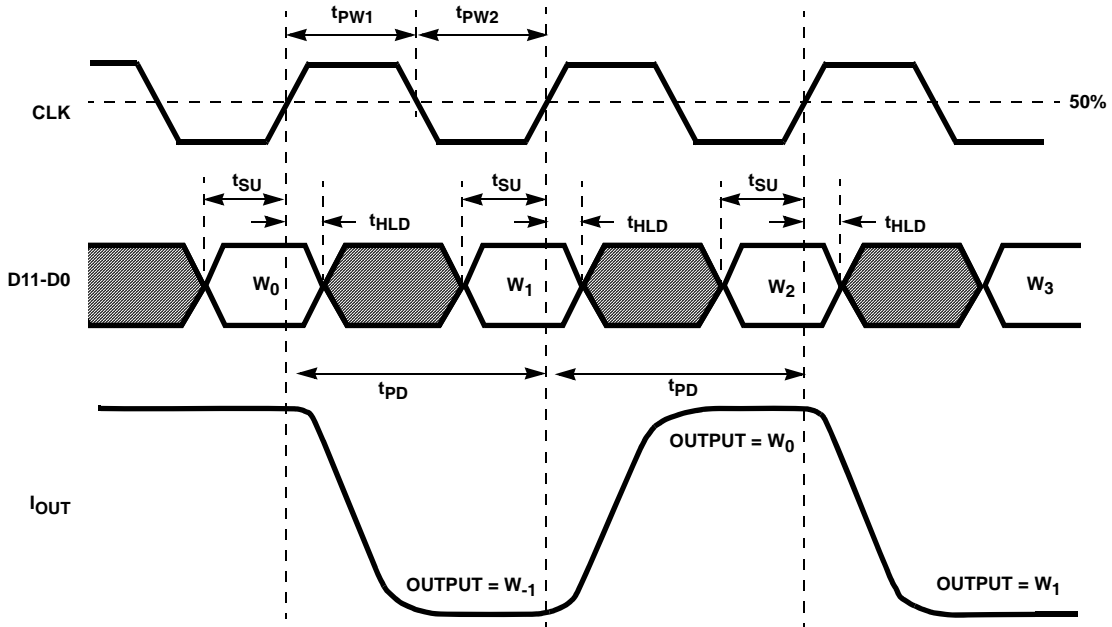 tPW1 tPW2
CLK
50%
tSU tSU tSU
tHLD tHLD tHLD
D11-D0
W0 W1 W2 W3
tPD tPD
OUTPUT = W0
IOUT
OUTPUT = W-1 OUTPUT = W1